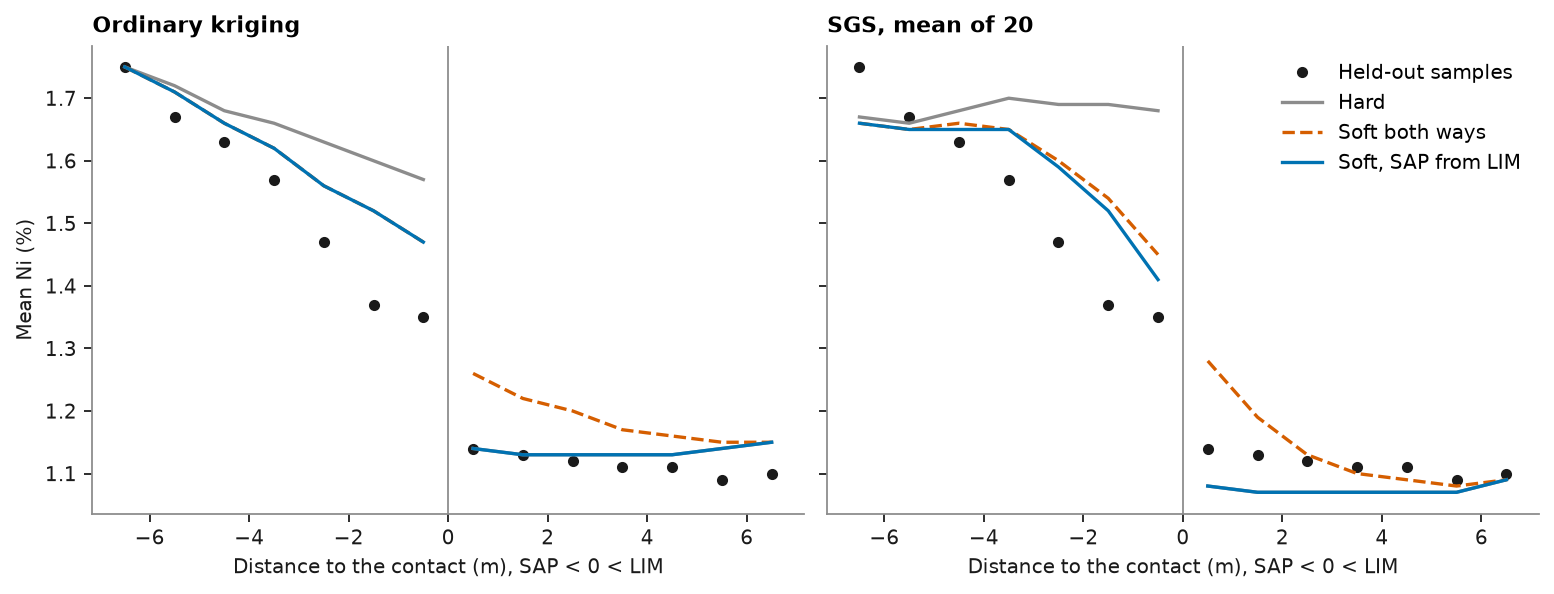 Ordinary kriging
SGS, mean of 20
Held-out samples
Hard
Soft both ways
Soft, SAP from LIM
Mean Ni (%)
1.7
1.6
1.5
1.4
1.3
1.2
1.1
−6 −4 −2 0 2 4 6
−6 −4 −2 0 2 4 6
Distance to the contact (m), SAP < 0 < LIM
Distance to the contact (m), SAP < 0 < LIM